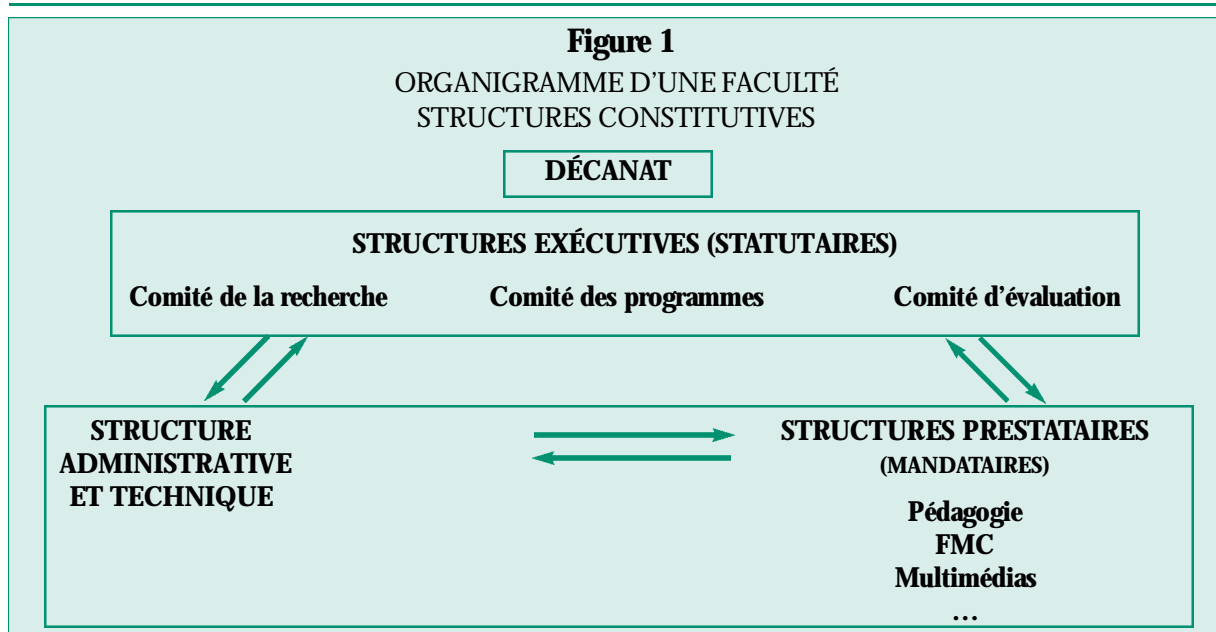 Figure 1
ORGANIGRAMME D'UNE FACULTÉ
STRUCTURES CONSTITUTIVES
DÉCANAT
STRUCTURES EXÉCUTIVES (STATUTAIRES)
Comité de la recherche Comité des programmes Comité d'évaluation
STRUCTURE
ADMINISTRATIVE
ET TECHNIQUE
STRUCTURES PRESTATAIRES
(MANDATAIRES)
Pédagogie
FMC
Multimédias
…